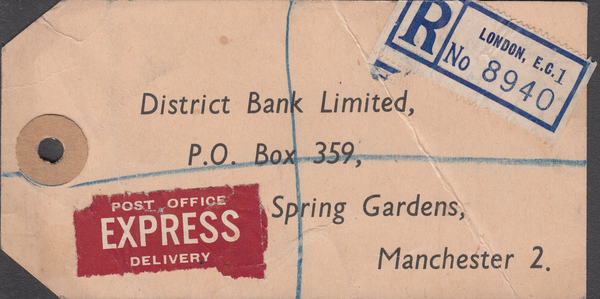 R
LONDON, E.C.1
No 8940
District Bank Limited,
P.O. Box 359,
Spring Gardens,
Manchester 2.
POST OFFICE
EXPRESS
DELIVERY